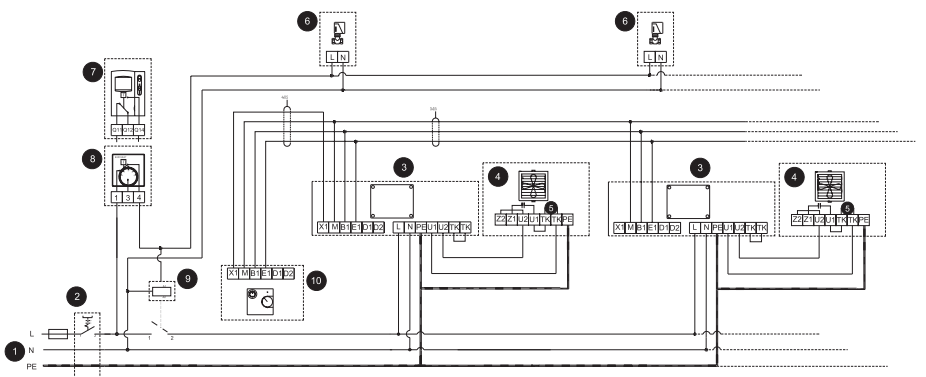 6
6
L N
L N
7
Q11 Q12 Q14
8
1 3 4
3
4
5
X1 M B1 E1 D1 D2
L N PE U1 U2 TK TK
Z2 Z1 U2 U1 TK TK PE
3
4
5
X1 M B1 E1 D1 D2
L N PE U1 U2 TK TK
Z2 Z1 U2 U1 TK TK PE
9
X1 M B1 E1 D1 D2
10
2
1 2
L
1 N
PE